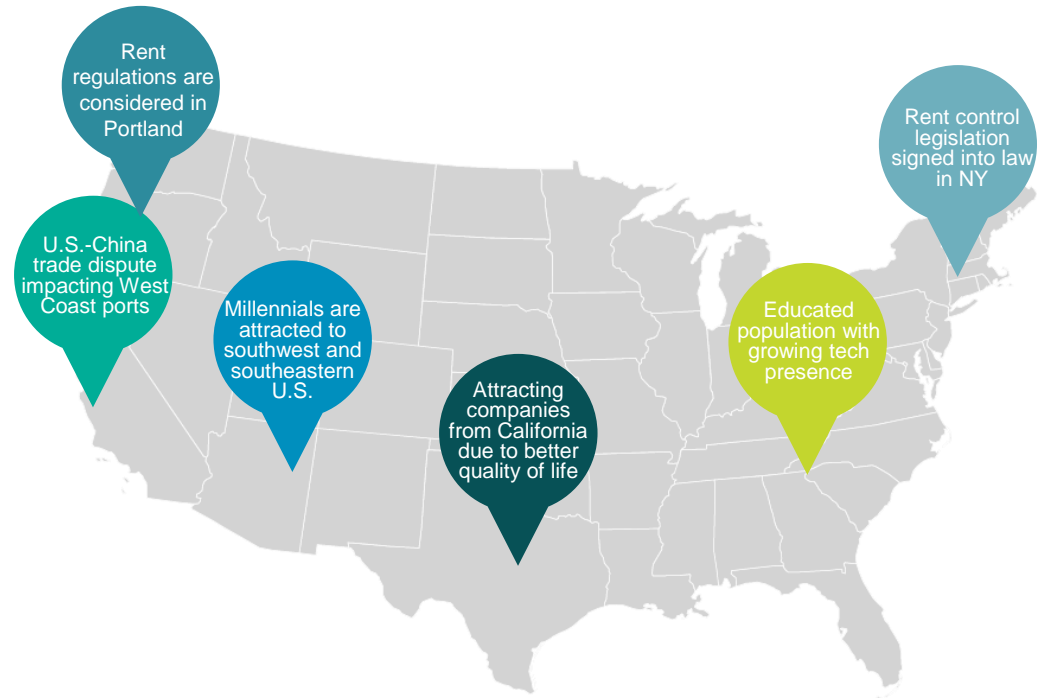 Rent
regulations are
considered in
Portland
Rent control
legislation
signed into law
in NY
U.S.-China
trade dispute
impacting West
Coast ports
Millennials are
attracted to
southwest and
southeastern
U.S.
Educated
population with
growing tech
presence
Attracting
companies
from California
due to better
quality of life